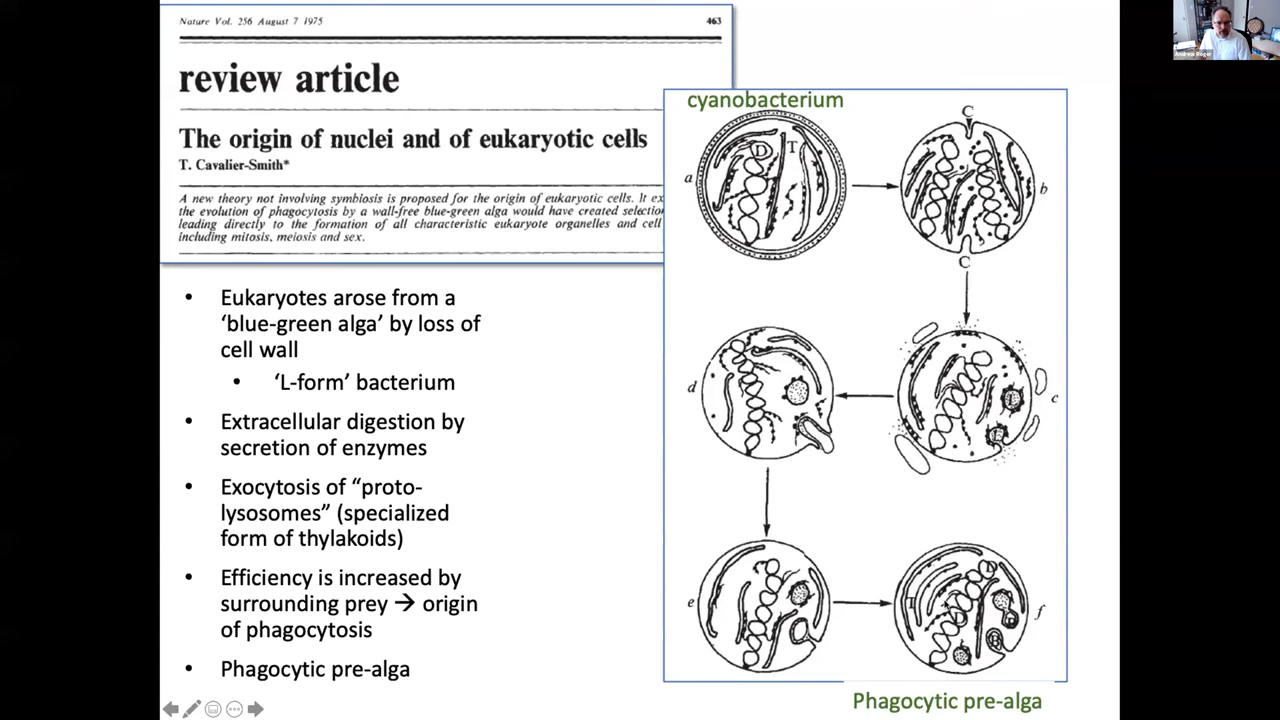 Nature Vol. 256 August 7 1975 463
review article
The origin of nuclei and of eukaryotic cells
T. Cavalier-Smith*
A new theory not involving symbiosis is proposed for the origin of eukaryotic cells. It ex
the evolution of phagocytosis by a wall-free blue-green alga would have created selectio
leading directly to the formation of all characteristic eukaryote organelles and cell
including mitosis, meiosis and sex.
• Eukaryotes arose from a
‘blue-green alga’ by loss of
cell wall
• ‘L-form’ bacterium
• Extracellular digestion by
secretion of enzymes
• Exocytosis of “proto-
lysosomes” (specialized
form of thylakoids)
• Efficiency is increased by
surrounding prey → origin
of phagocytosis
• Phagocytic pre-alga
cyanobacterium
C
D T
a b
C
d c
e f
Phagocytic pre-alga
Andrew Roger